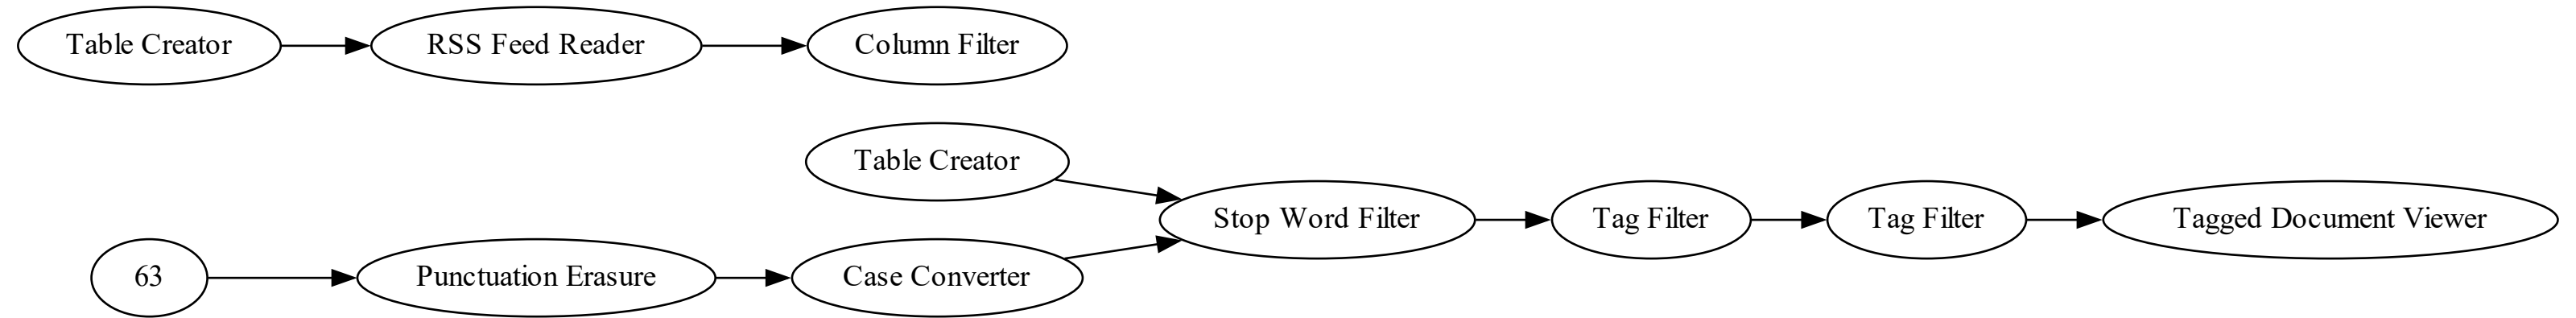 Table Creator
RSS Feed Reader
Column Filter
Table Creator
Stop Word Filter
Tag Filter
Tag Filter
Tagged Document Viewer
63
Punctuation Erasure
Case Converter